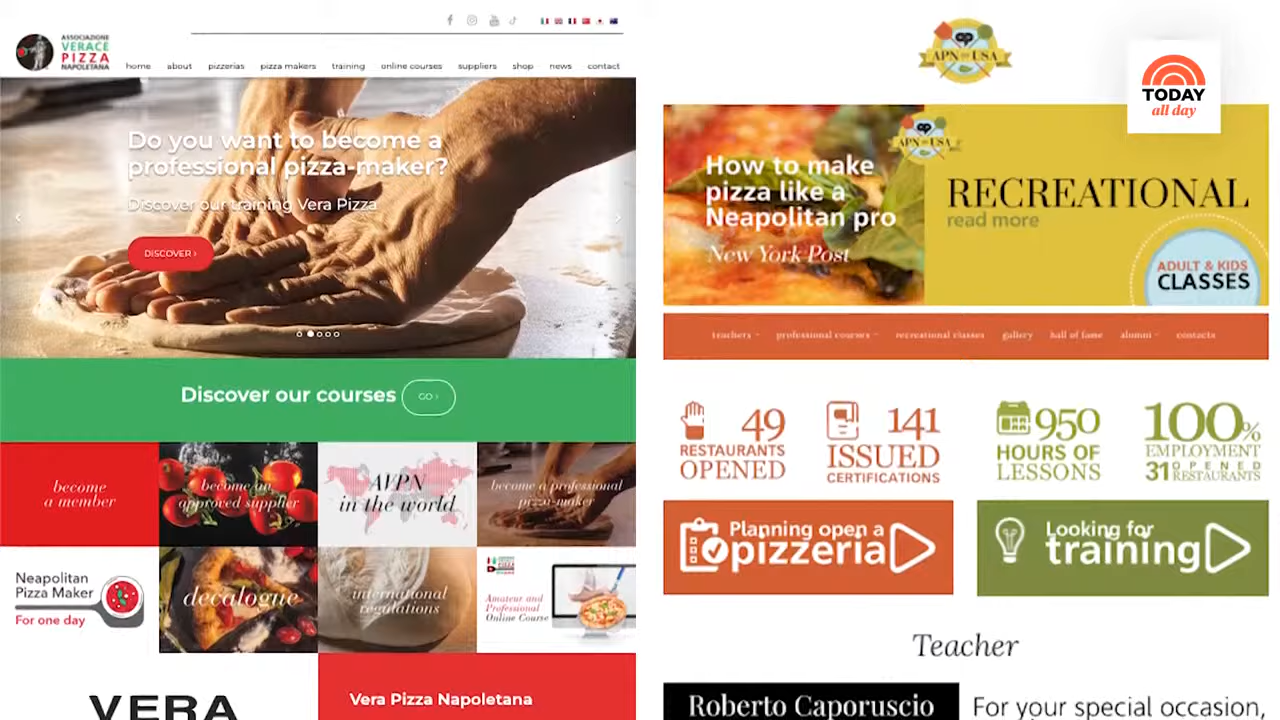 ASSOCIAZIONE
VERACE
PIZZA
NAPOLETANA
home about pizzerias pizza makers training online courses suppliers shop news contact
Do you want to become a
professional pizza-maker?
Discover our training Vera Pizza
DISCOVER ›
Discover our courses
GO ›
become
a member
become an
approved supplier
AVPN
in the world
become a professional
pizza-maker
Neapolitan
Pizza Maker
For one day
decalogue
international
regulations
Amateur and
Professional
Online Course
VERA
Vera Pizza Napoletana
APN USA
TODAY
all day
How to make
pizza like a
Neapolitan pro
New York Post
APN USA
RECREATIONAL
read more
ADULT & KIDS
CLASSES
teachers professional courses recreational classes gallery hall of fame alumni contacts
49
RESTAURANTS
OPENED
141
ISSUED
CERTIFICATIONS
950
HOURS OF
LESSONS
100%
EMPLOYMENT
31 OPENED
RESTAURANTS
Planning open a
pizzeria
Looking for
training
Teacher
Roberto Caporuscio
For your special occasion,